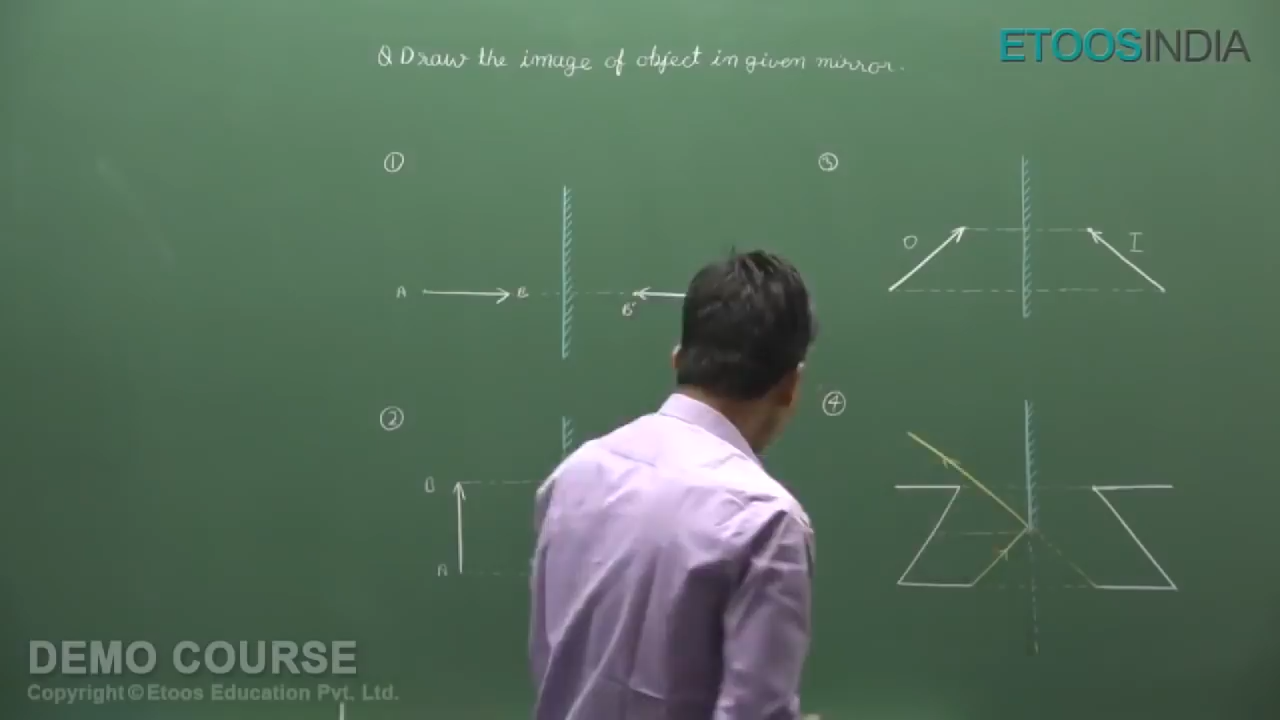 ETOOSINDIA
Q Draw the image of object in given mirror.
①
③
O
I
A
B
B'
②
④
B
A
DEMO COURSE
Copyright © Etoos Education Pvt. Ltd.